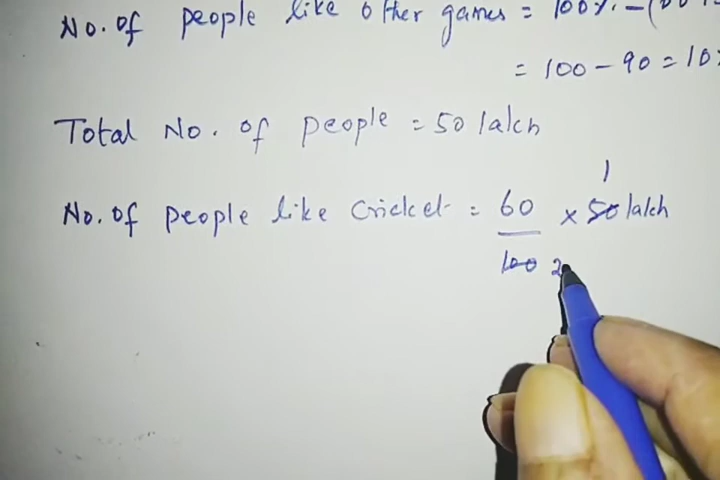 No. of people like other games = 100% - (
= 100 - 90 = 10%
Total No. of people = 50 lakh
1
No. of people like Cricket = 60 × 50 lakh
100 2